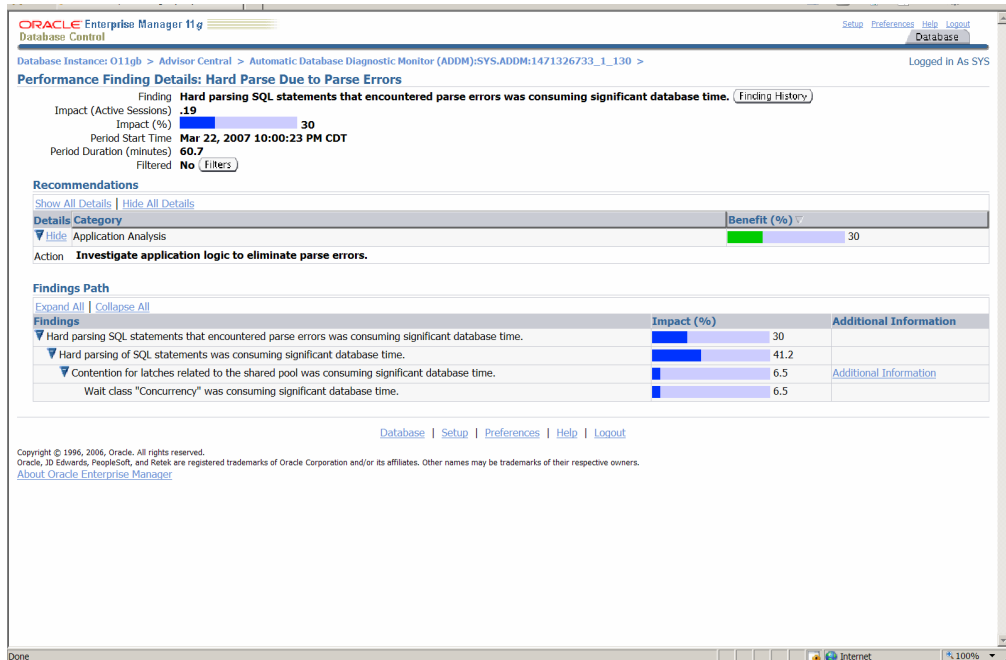 ORACLE Enterprise Manager 11g
Database Control
Setup Preferences Help Logout
Database
Database Instance: O11gb > Advisor Central > Automatic Database Diagnostic Monitor (ADDM):SYS.ADDM:1471326733_1_130 >
Logged in As SYS
Performance Finding Details: Hard Parse Due to Parse Errors
Finding Hard parsing SQL statements that encountered parse errors was consuming significant database time. Finding History
Impact (Active Sessions) .19
Impact (%) 30
Period Start Time Mar 22, 2007 10:00:23 PM CDT
Period Duration (minutes) 60.7
Filtered No Filters
Recommendations
Show All Details | Hide All Details
Details Category Benefit (%)
Hide Application Analysis 30
Action Investigate application logic to eliminate parse errors.
Findings Path
Expand All | Collapse All
Findings Impact (%) Additional Information
Hard parsing SQL statements that encountered parse errors was consuming significant database time. 30
Hard parsing of SQL statements was consuming significant database time. 41.2
Contention for latches related to the shared pool was consuming significant database time. 6.5 Additional Information
Wait class "Concurrency" was consuming significant database time. 6.5
Database | Setup | Preferences | Help | Logout
Copyright © 1996, 2006, Oracle. All rights reserved.
Oracle, JD Edwards, PeopleSoft, and Retek are registered trademarks of Oracle Corporation and/or its affiliates. Other names may be trademarks of their respective owners.
About Oracle Enterprise Manager
Done
Internet
100%